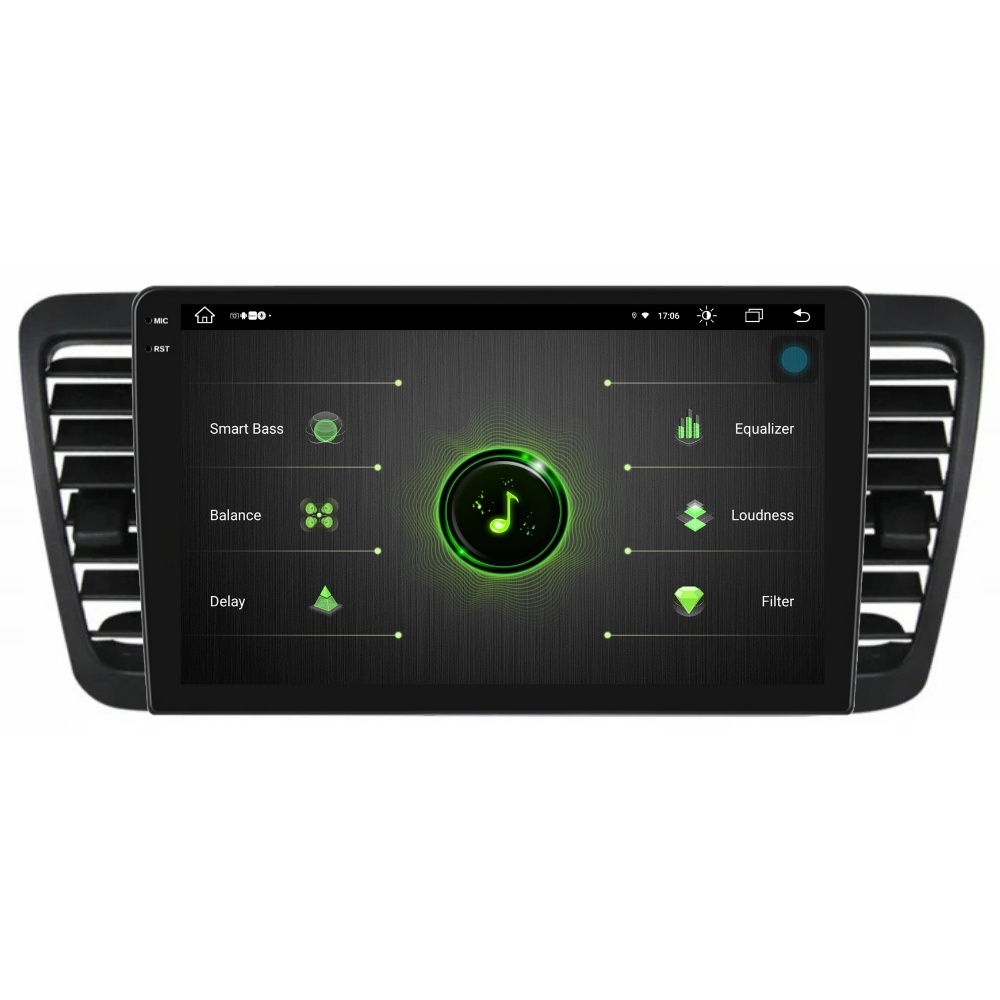 MIC
17:06
RST
Smart Bass
Equalizer
Balance
Loudness
Delay
Filter